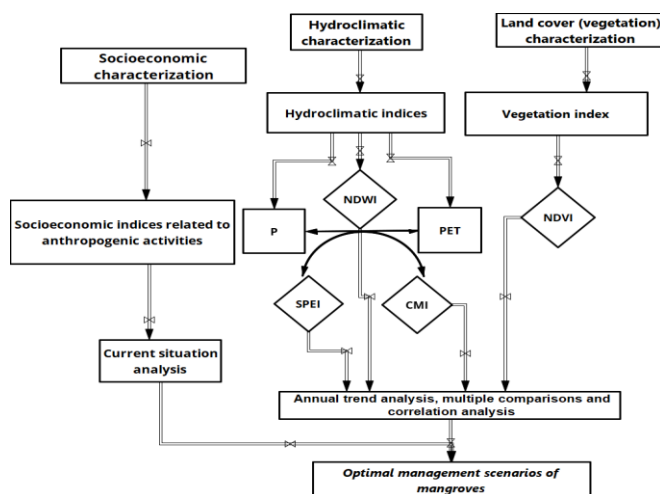 Socioeconomic
characterization
Hydroclimatic
characterization
Land cover (vegetation)
characterization
Hydroclimatic indices
Vegetation index
NDWI
P
PET
NDVI
Socioeconomic indices related to
anthropogenic activities
SPEI
CMI
Current situation
analysis
Annual trend analysis, multiple comparisons and
correlation analysis
Optimal management scenarios of
mangroves